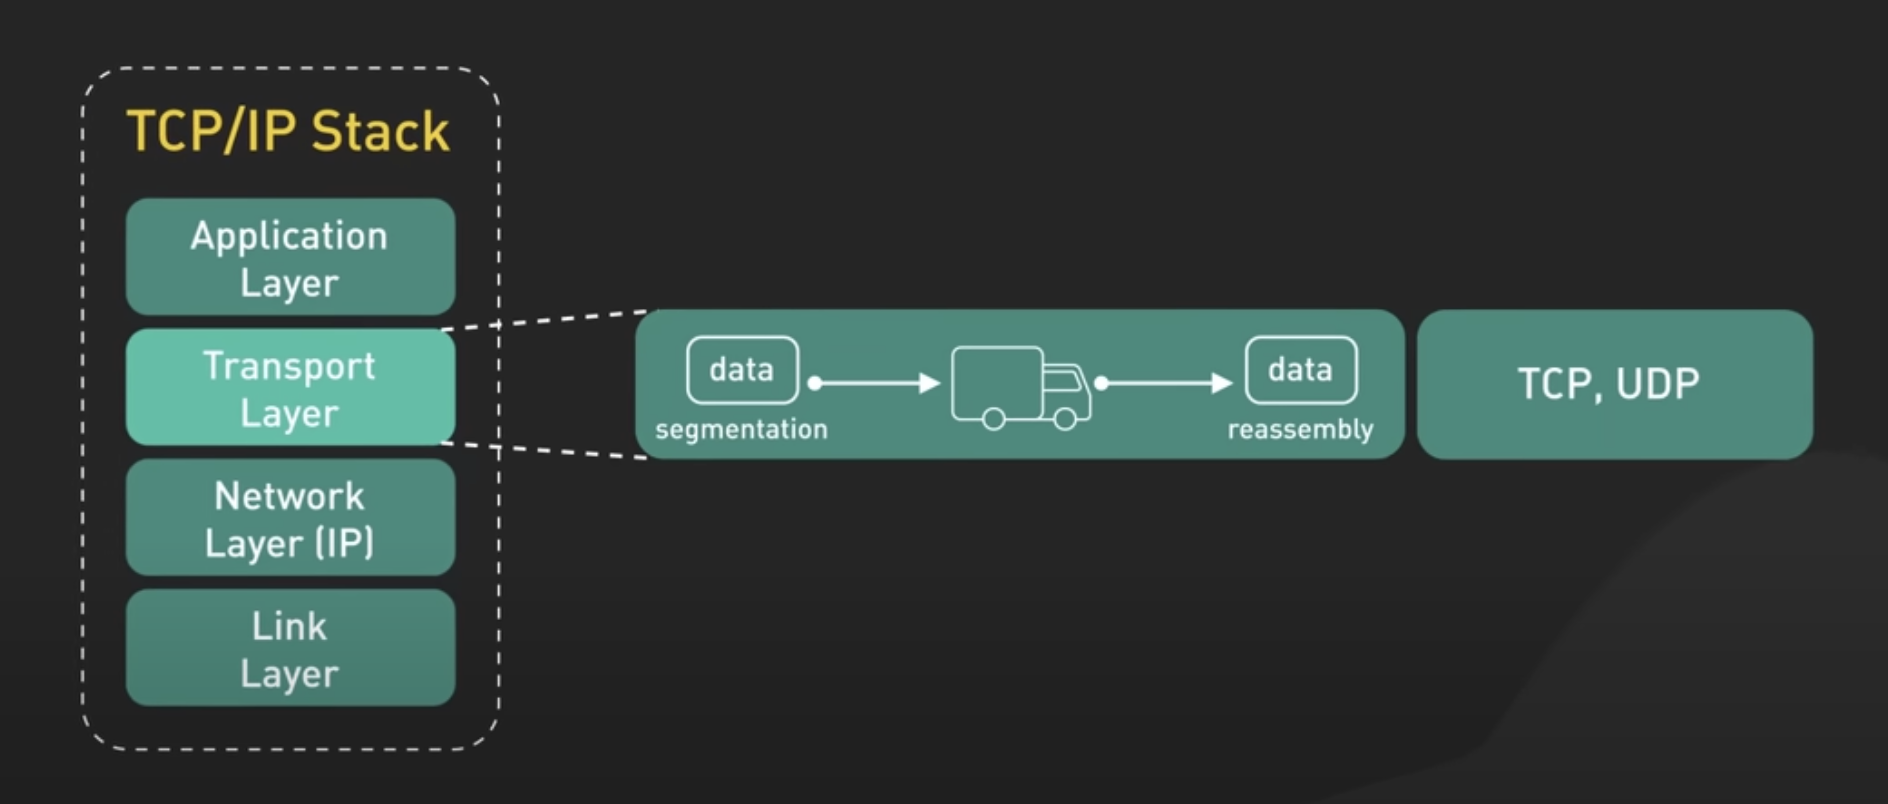 TCP/IP Stack
Application
Layer
Transport
Layer
Network
Layer (IP)
Link
Layer
data
segmentation
data
reassembly
TCP, UDP